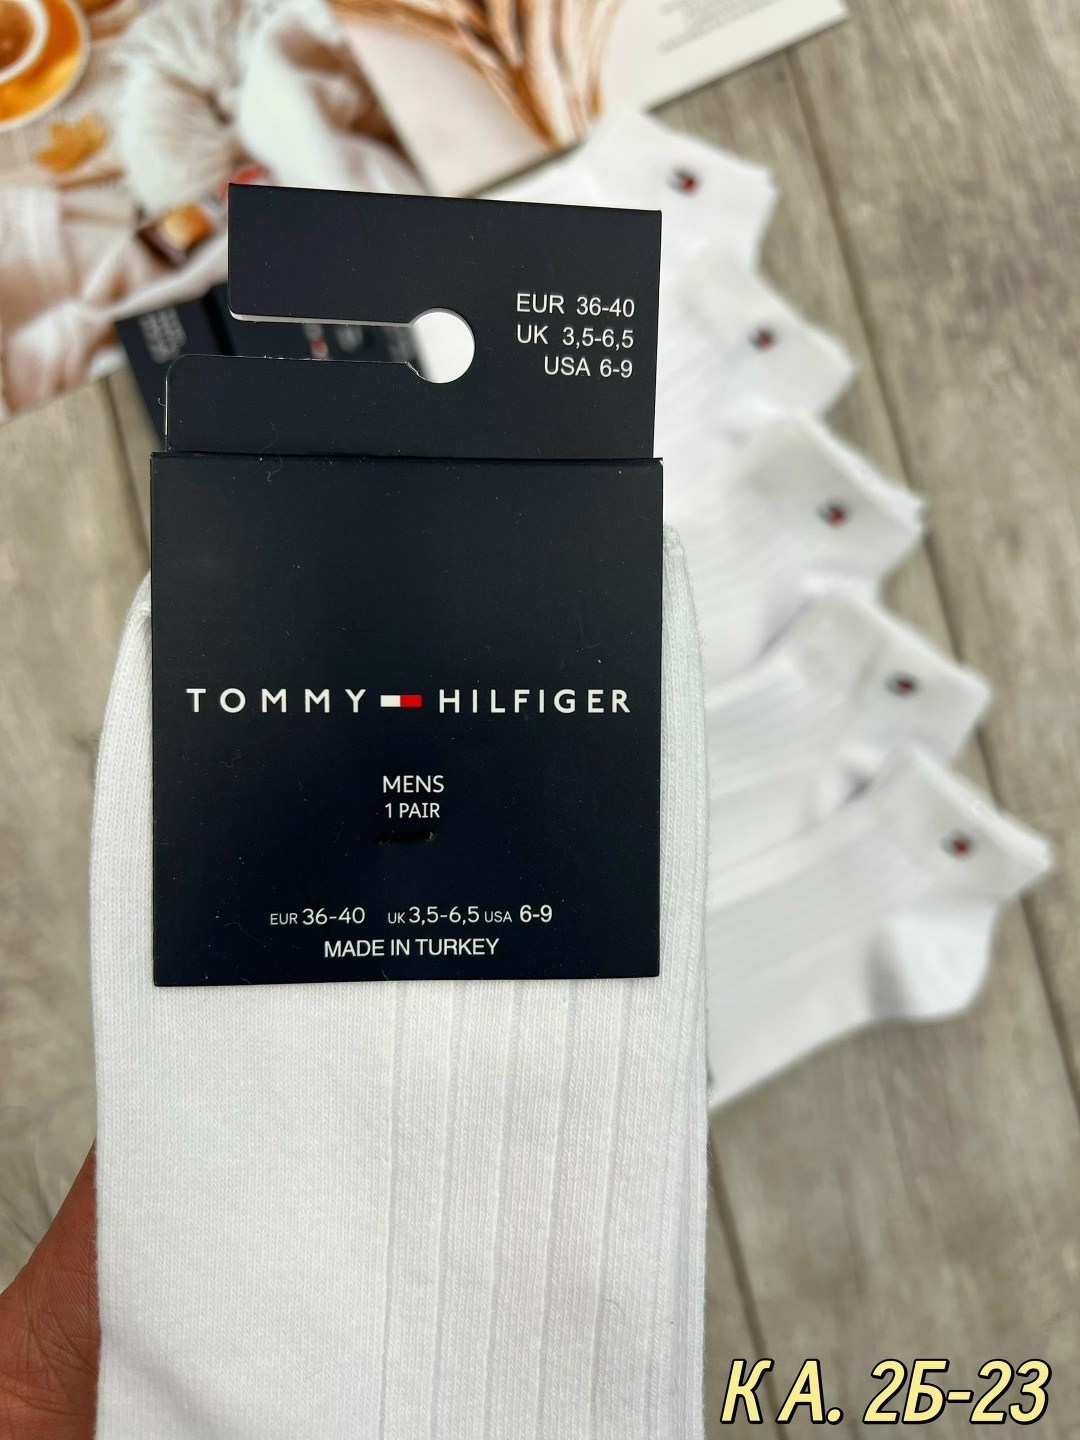 EUR 36-40
UK 3,5-6,5
USA 6-9
TOMMY HILFIGER
MENS
1 PAIR
EUR 36-40 UK 3,5-6,5 USA 6-9
MADE IN TURKEY
К А. 2Б-23